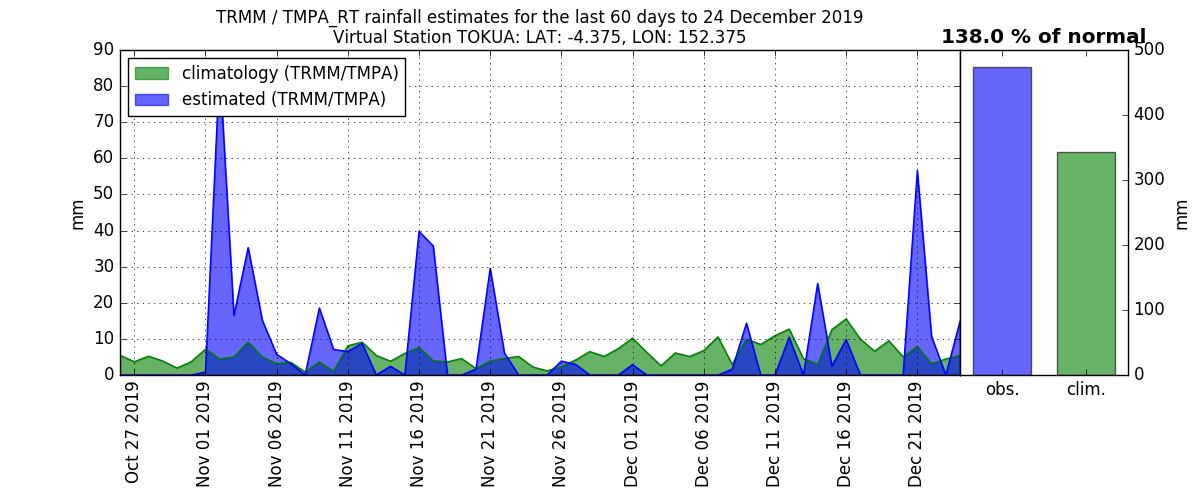 TRMM / TMPA_RT rainfall estimates for the last 60 days to 24 December 2019
Virtual Station TOKUA: LAT: -4.375, LON: 152.375
138.0 % of normal
climatology (TRMM/TMPA)
estimated (TRMM/TMPA)
mm
90
80
70
60
50
40
30
20
10
0
Oct 27 2019
Nov 01 2019
Nov 06 2019
Nov 11 2019
Nov 16 2019
Nov 21 2019
Nov 26 2019
Dec 01 2019
Dec 06 2019
Dec 11 2019
Dec 16 2019
Dec 21 2019
obs.
clim.
500
400
300
200
100
0
mm